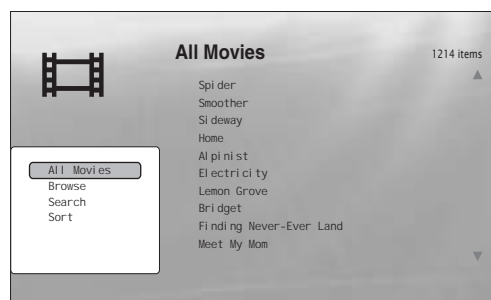 All Movies
1214 items
Spider
Smoother
Sideway
Home
Alpinist
Electricity
Lemon Grove
Bridget
Finding Never-Ever Land
Meet My Mom
All Movies
Browse
Search
Sort